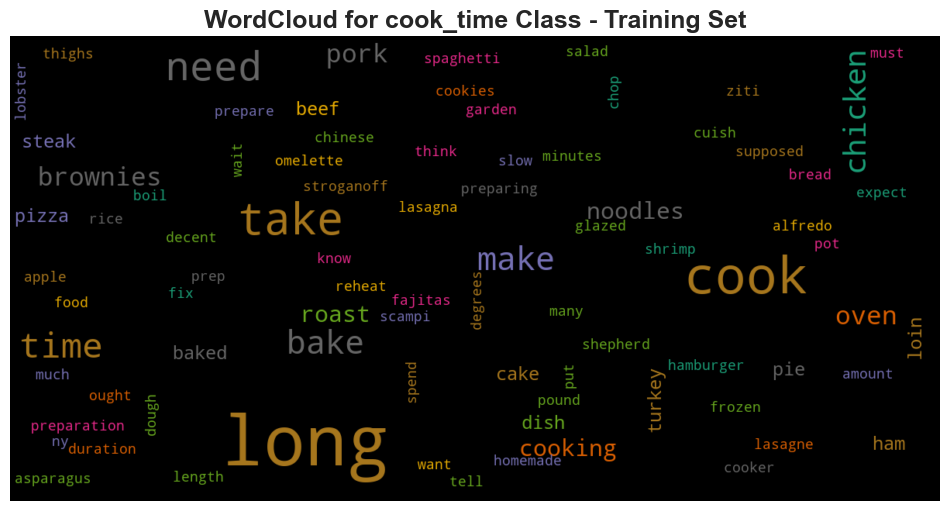 WordCloud for cook_time Class - Training Set
thighs
need
pork
spaghetti
salad
must
lobster
cookies
chop
ziti
chicken
prepare
beef
garden
steak
chinese
cuish
wait
omelette
think
slow
minutes
supposed
brownies
stroganoff
preparing
bread
boil
expect
pizza
rice
take
lasagna
noodles
glazed
alfredo
decent
make
shrimp
pot
know
apple
prep
reheat
degrees
cook
food
fix
fajitas
scampi
many
roast
oven
time
baked
bake
shepherd
loin
much
spend
cake
put
hamburger
pie
amount
ought
dough
pound
turkey
frozen
preparation
long
dish
ny
duration
cooking
lasagne
ham
asparagus
length
want
homemade
cooker
tell